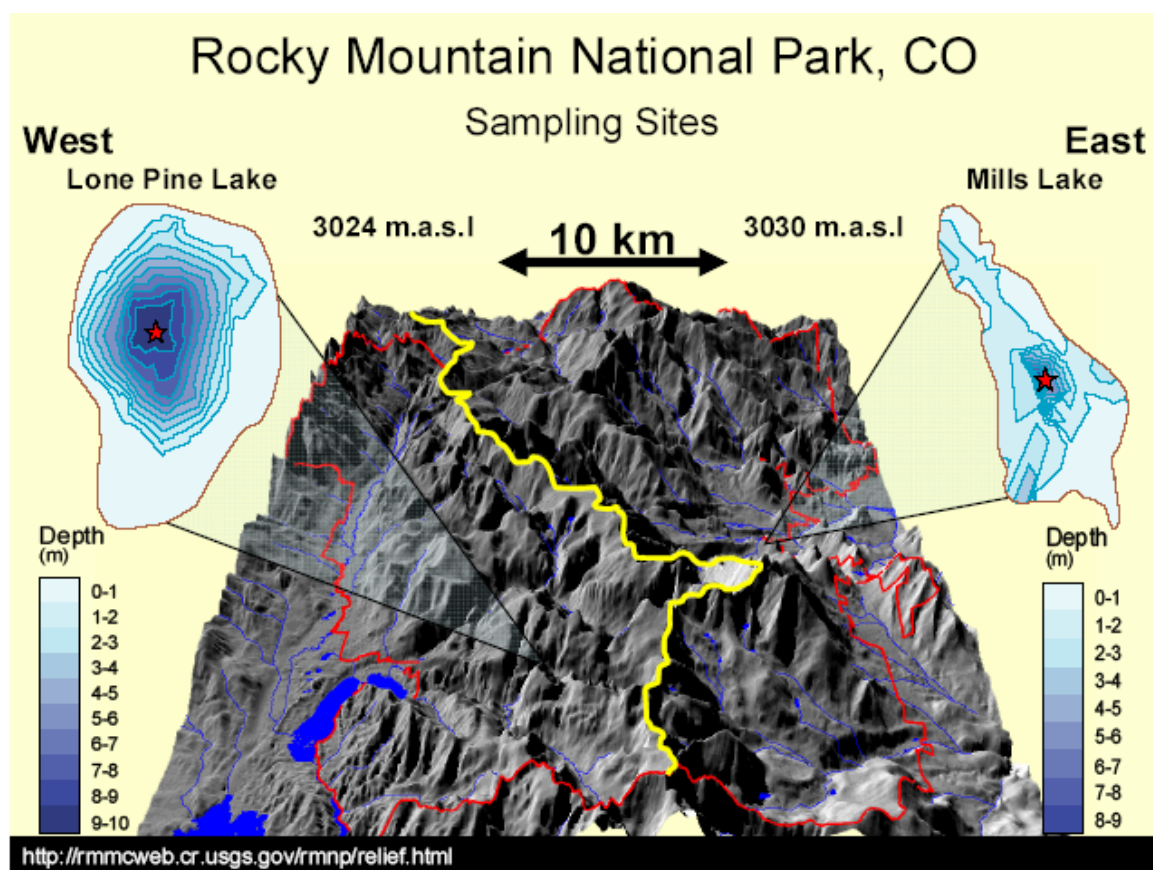 Rocky Mountain National Park, CO
Sampling Sites
West
East
Lone Pine Lake
Mills Lake
3024 m.a.s.l
10 km
3030 m.a.s.l
Depth
(m)
0-1
1-2
2-3
3-4
4-5
5-6
6-7
7-8
8-9
9-10
Depth
(m)
0-1
1-2
2-3
3-4
4-5
5-6
6-7
7-8
8-9
http://rmmcweb.cr.usgs.gov/rmnp/relief.html